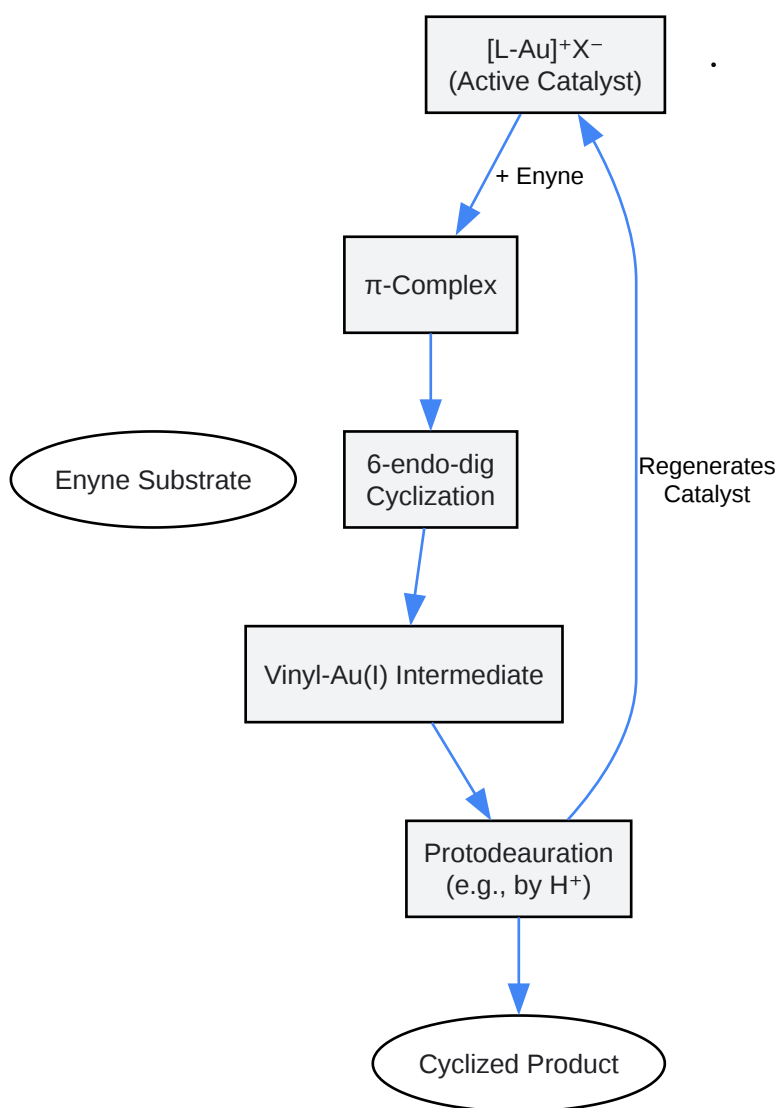 [L-Au]⁺X⁻
(Active Catalyst)
.
+ Enyne
π-Complex
6-endo-dig
Cyclization
Enyne Substrate
Regenerates
Catalyst
Vinyl-Au(I) Intermediate
Protodeauration
(e.g., by H⁺)
Cyclized Product